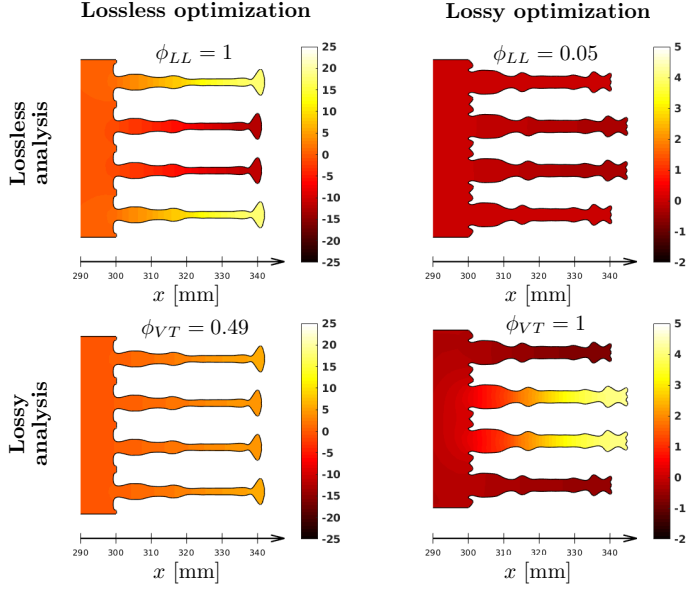 Lossless optimization
Lossy optimization
Lossless
analysis
ϕ_LL = 1
25
20
15
10
5
0
-5
-10
-15
-20
-25
290 300 310 320 330 340
x [mm]
ϕ_LL = 0.05
5
4
3
2
1
0
-1
-2
290 300 310 320 330 340
x [mm]
Lossy
analysis
ϕ_VT = 0.49
25
20
15
10
5
0
-5
-10
-15
-20
-25
290 300 310 320 330 340
x [mm]
ϕ_VT = 1
5
4
3
2
1
0
-1
-2
290 300 310 320 330 340
x [mm]